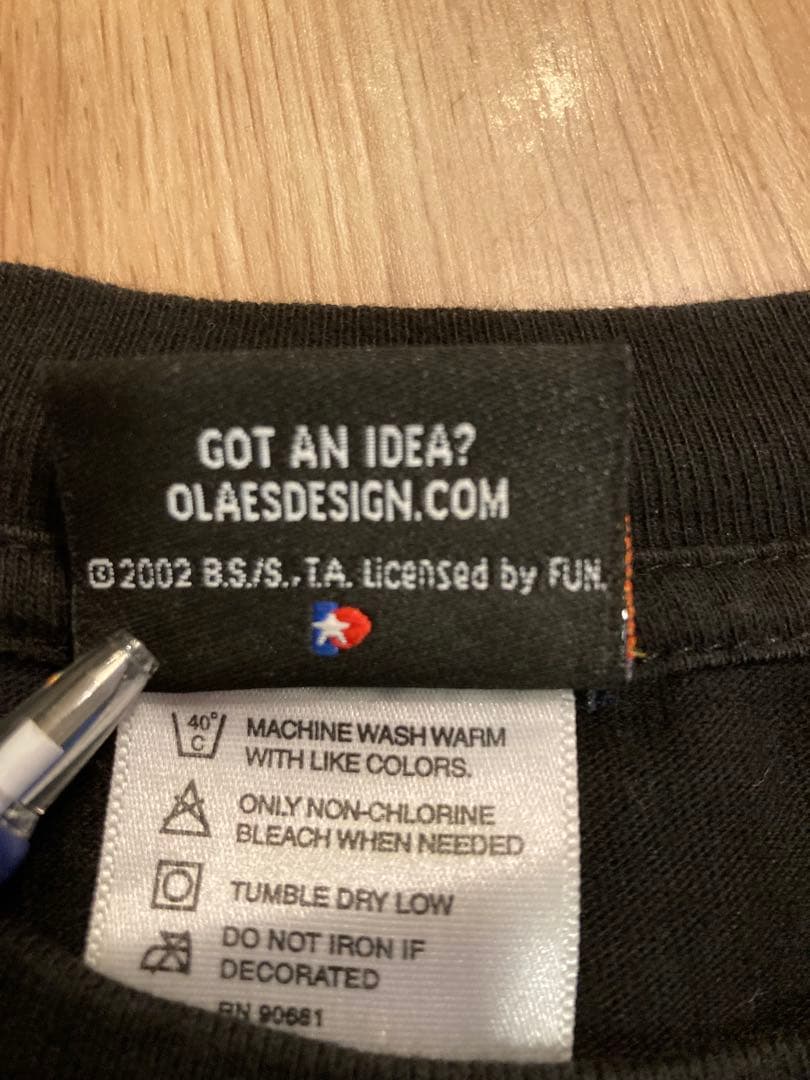 GOT AN IDEA?
OLAESDESIGN.COM
©2002 B.S./S.,T.A. Licensed by FUN.
40°
C
MACHINE WASH WARM
WITH LIKE COLORS.
ONLY NON-CHLORINE
BLEACH WHEN NEEDED
TUMBLE DRY LOW
DO NOT IRON IF
DECORATED
RN 90681